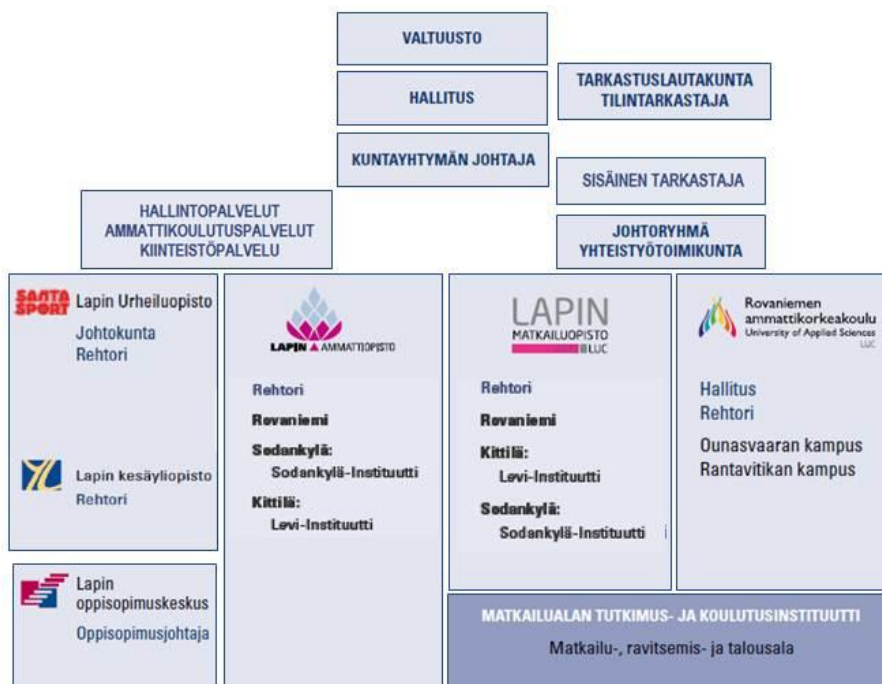 VALTUUSTO
HALLITUS
TARKASTUSLAUTAKUNTA
TILINTARKASTAJA
KUNTAYHTYMÄN JOHTAJA
SISÄINEN TARKASTAJA
HALLINTOPALVELUT
AMMATTIKOULUTUSPALVELUT
KIINTEISTÖPALVELU
JOHTORYHMÄ
YHTEISTYÖTOIMIKUNTA
SANTA
SPORT
Lapin Urheiluopisto
Johtokunta
Rehtori
Lapin kesäyliopisto
Rehtori
Lapin
oppisopimuskeskus
Oppisopimusjohtaja
LAPIN AMMATTIOPISTO
Rehtori
Rovaniemi
Sodankylä:
Sodankylä-Instituutti
Kittilä:
Levi-Instituutti
LAPIN
MATKAILUOPISTO
LUC
Rehtori
Rovaniemi
Kittilä:
Levi-Instituutti
Sodankylä:
Sodankylä-Instituutti i
Rovaniemen
ammattikorkeakoulu
University of Applied Sciences
LUC
Hallitus
Rehtori
Ounasvaaran kampus
Rantavitikan kampus
MATKAILUALAN TUTKIMUS- JA KOULUTUSINSTITUUTTI
Matkailu-, ravitsemis- ja talousala